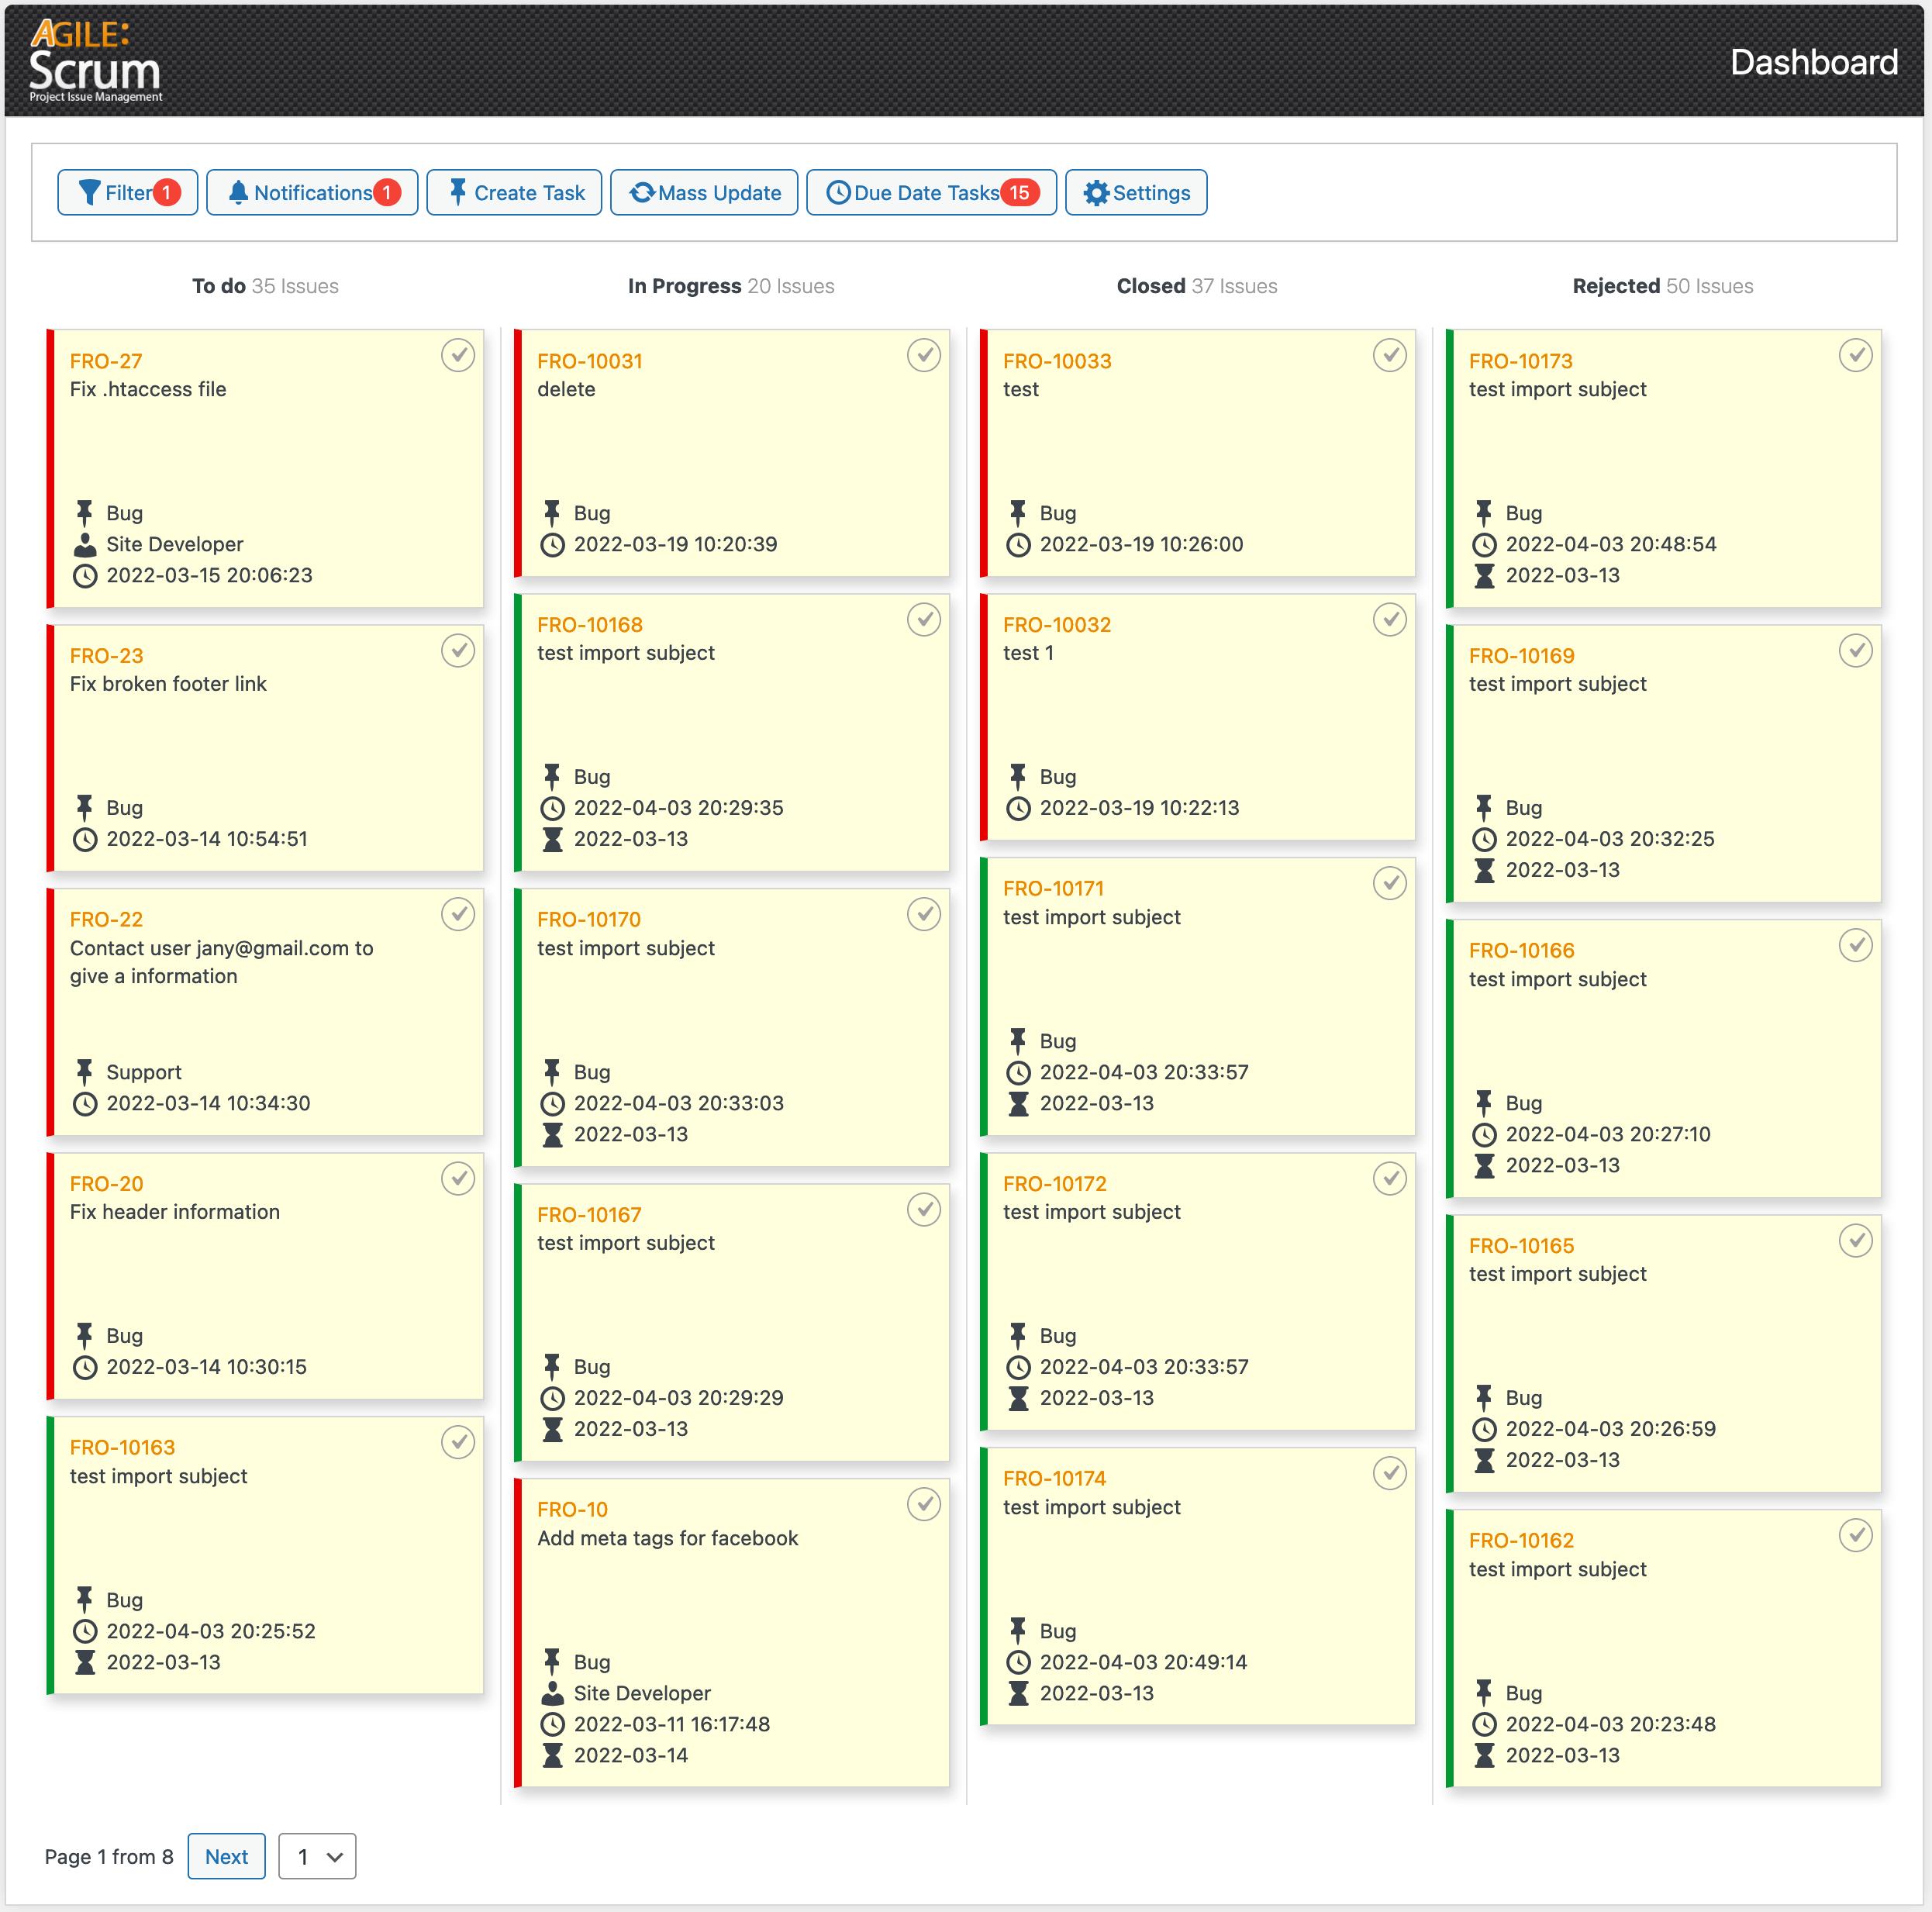 AGILE:
Scrum
Project Issue Management
Dashboard
Filter 1 Notifications 1 Create Task Mass Update Due Date Tasks 15 Settings
To do 35 Issues
FRO-27
Fix .htaccess file
Bug
Site Developer
2022-03-15 20:06:23
FRO-23
Fix broken footer link
Bug
2022-03-14 10:54:51
FRO-22
Contact user jany@gmail.com to
give a information
Support
2022-03-14 10:34:30
FRO-20
Fix header information
Bug
2022-03-14 10:30:15
FRO-10163
test import subject
Bug
2022-04-03 20:25:52
2022-03-13
In Progress 20 Issues
FRO-10031
delete
Bug
2022-03-19 10:20:39
FRO-10168
test import subject
Bug
2022-04-03 20:29:35
2022-03-13
FRO-10170
test import subject
Bug
2022-04-03 20:33:03
2022-03-13
FRO-10167
test import subject
Bug
2022-04-03 20:29:29
2022-03-13
FRO-10
Add meta tags for facebook
Bug
Site Developer
2022-03-11 16:17:48
2022-03-14
Closed 37 Issues
FRO-10033
test
Bug
2022-03-19 10:26:00
FRO-10032
test 1
Bug
2022-03-19 10:22:13
FRO-10171
test import subject
Bug
2022-04-03 20:33:57
2022-03-13
FRO-10172
test import subject
Bug
2022-04-03 20:33:57
2022-03-13
FRO-10174
test import subject
Bug
2022-04-03 20:49:14
2022-03-13
Rejected 50 Issues
FRO-10173
test import subject
Bug
2022-04-03 20:48:54
2022-03-13
FRO-10169
test import subject
Bug
2022-04-03 20:32:25
2022-03-13
FRO-10166
test import subject
Bug
2022-04-03 20:27:10
2022-03-13
FRO-10165
test import subject
Bug
2022-04-03 20:26:59
2022-03-13
FRO-10162
test import subject
Bug
2022-04-03 20:23:48
2022-03-13
Page 1 from 8 Next 1